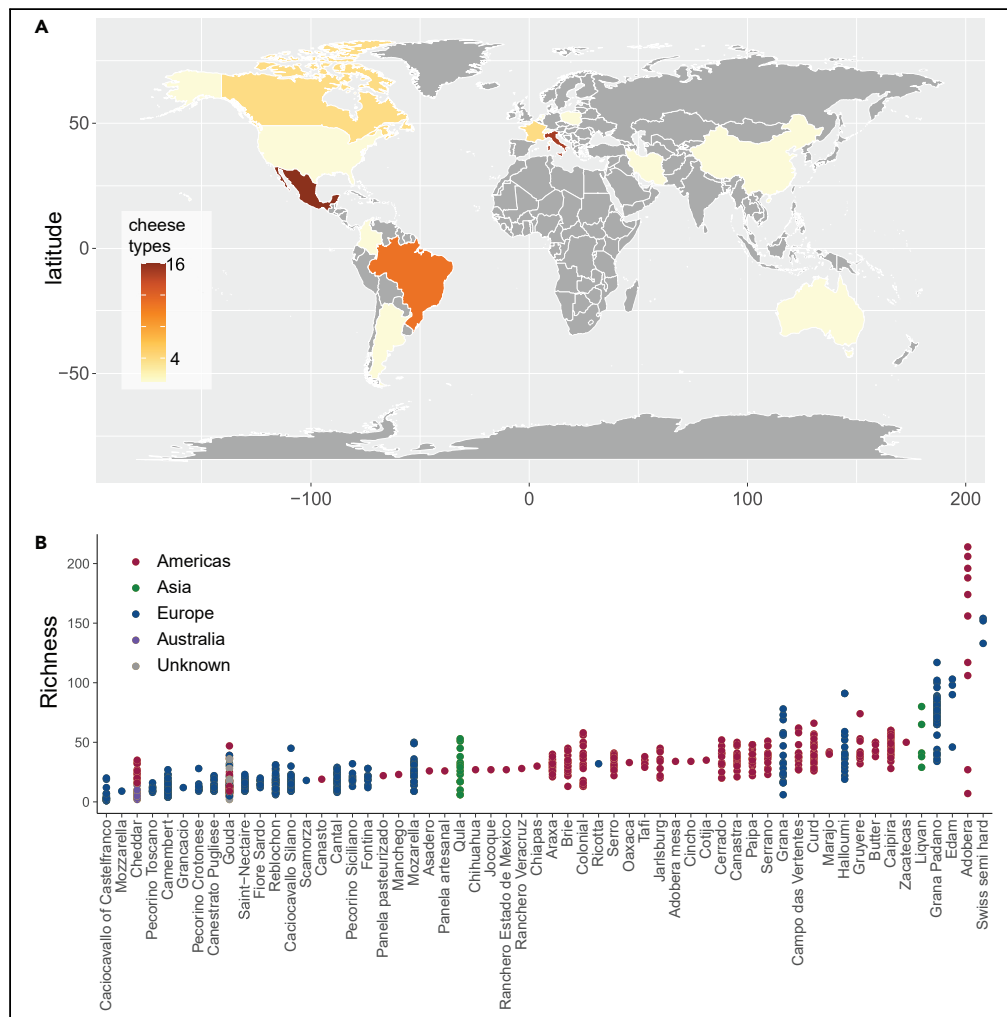 A
50
0
−50
latitude
cheese
types
16
4
−100
0
100
200
B
200
150
100
50
0
Richness
Americas
Asia
Europe
Australia
Unknown
Caciocavallo of Castelfranco
Mozzarella
Cheddar
Pecorino Toscano
Camembert
Grancacio
Pecorino Crotonese
Canestrato Pugliese
Gouda
Saint−Nectaire
Fiore Sardo
Reblochon
Caciocavallo Silano
Scamorza
Canasto
Cantal
Pecorino Siciliano
Fontina
Panela pasteurizado
Manchego
Mozarella
Asadero
Panela artesanal
Qula
Chihuahua
Jocoque
Ranchero Estado de Mexico
Ranchero Veracruz
Chiapas
Araxa
Brie
Colonial
Ricotta
Serro
Oaxaca
Tafi
Jarlsburg
Adobera mesa
Cincho
Cotija
Cerrado
Canastra
Paipa
Serrano
Grana
Campo das Vertentes
Curd
Marajo
Halloumi
Gruyere
Butter
Caipira
Zacatecas
Liqvan
Grana Padano
Edam
Adobera
Swiss semi hard